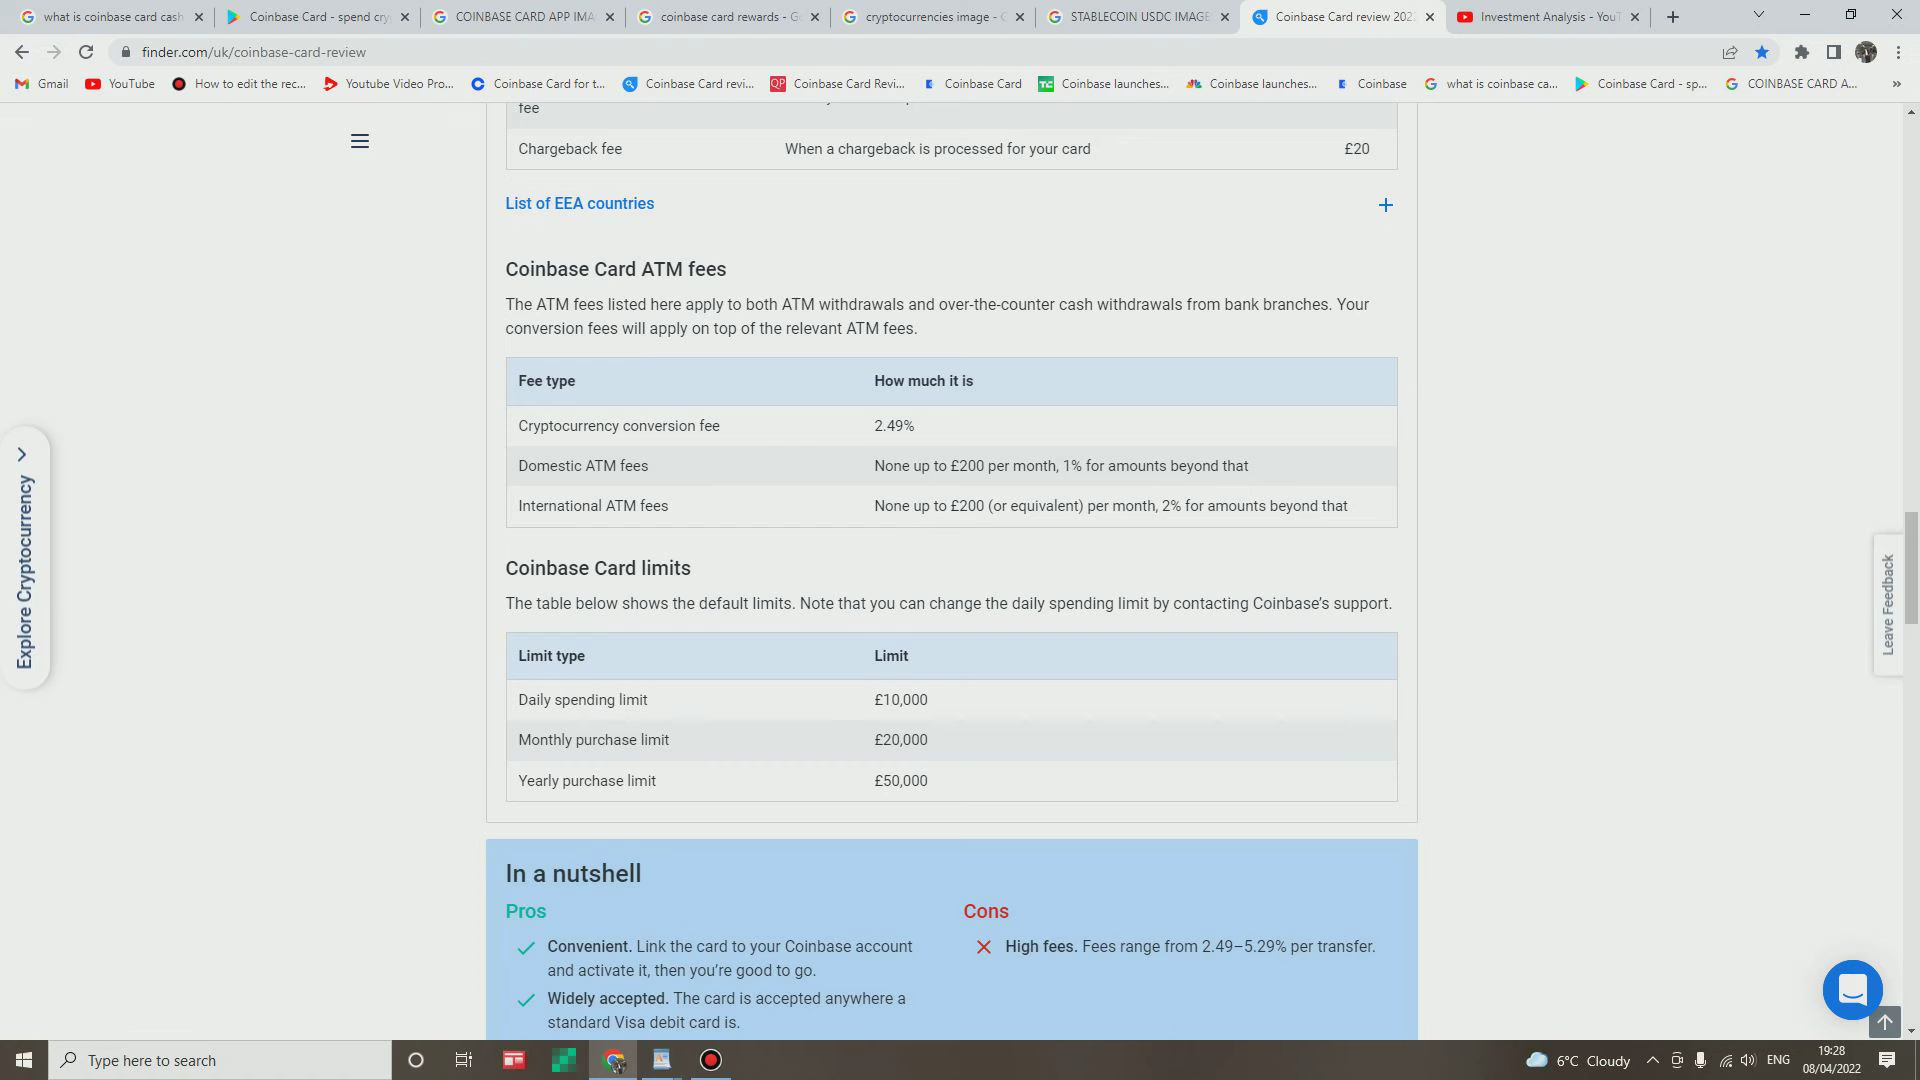 what is coinbase card cash
Coinbase Card - spend cry
COINBASE CARD APP IMA
coinbase card rewards - G
cryptocurrencies image - G
STABLECOIN USDC IMAGE
Coinbase Card review 202
Investment Analysis - YouT
finder.com/uk/coinbase-card-review
Gmail
YouTube
How to edit the rec...
Youtube Video Pro...
Coinbase Card for t...
Coinbase Card revi...
Coinbase Card Revi...
Coinbase Card
Coinbase launches...
Coinbase launches...
Coinbase
what is coinbase ca...
Coinbase Card - sp...
COINBASE CARD A...
fee
Chargeback fee When a chargeback is processed for your card £20
List of EEA countries
Coinbase Card ATM fees
The ATM fees listed here apply to both ATM withdrawals and over-the-counter cash withdrawals from bank branches. Your
conversion fees will apply on top of the relevant ATM fees.
Fee type How much it is
Cryptocurrency conversion fee 2.49%
Domestic ATM fees None up to £200 per month, 1% for amounts beyond that
International ATM fees None up to £200 (or equivalent) per month, 2% for amounts beyond that
Coinbase Card limits
The table below shows the default limits. Note that you can change the daily spending limit by contacting Coinbase's support.
Limit type Limit
Daily spending limit £10,000
Monthly purchase limit £20,000
Yearly purchase limit £50,000
Explore Cryptocurrency
Leave Feedback
In a nutshell
Pros
Convenient. Link the card to your Coinbase account
and activate it, then you're good to go.
Widely accepted. The card is accepted anywhere a
standard Visa debit card is.
Cons
High fees. Fees range from 2.49–5.29% per transfer.
Type here to search
6°C Cloudy
ENG
19:28
08/04/2022